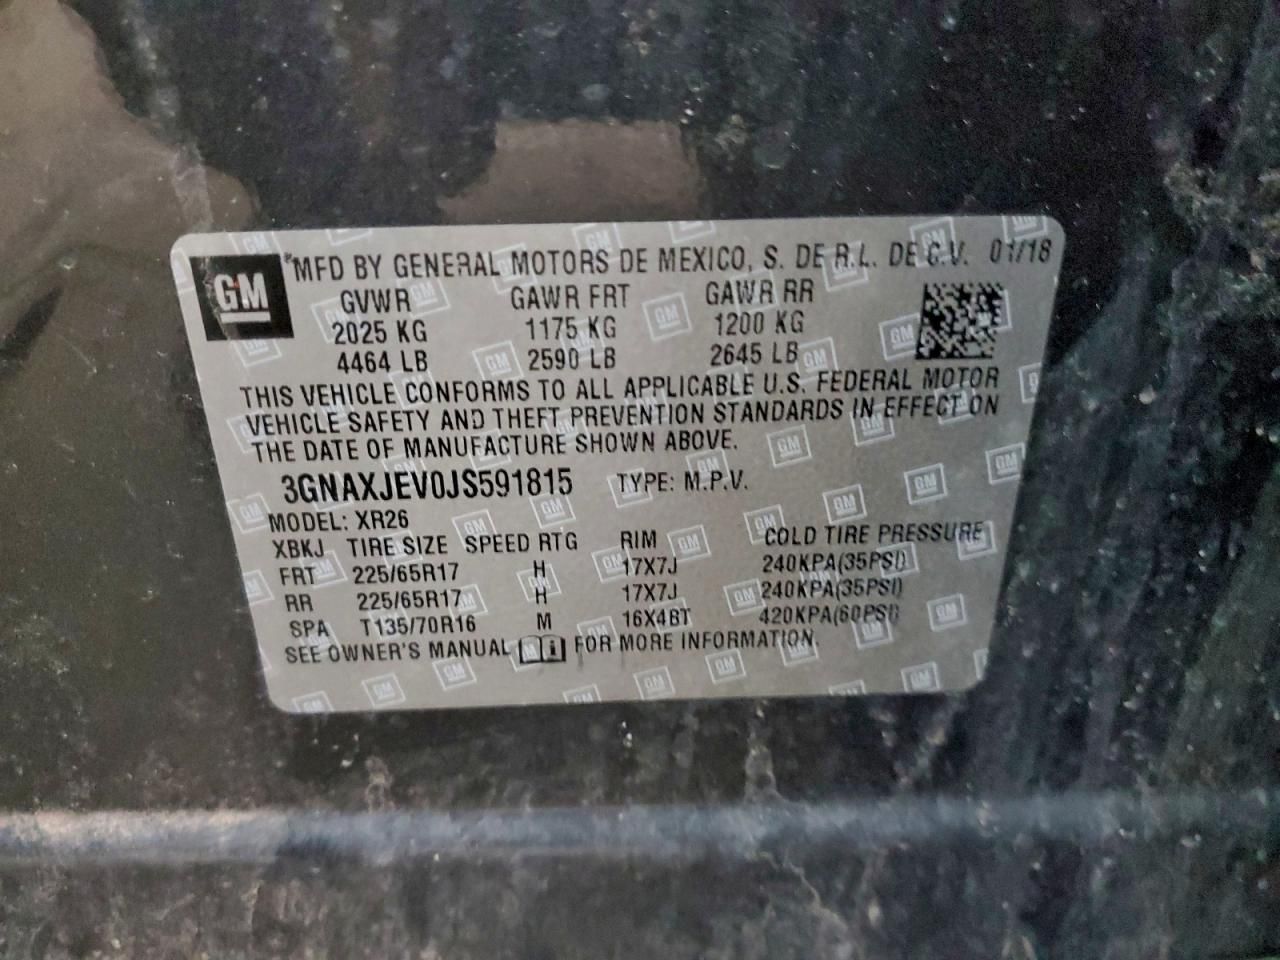 GM
MFD BY GENERAL MOTORS DE MEXICO, S. DE R.L. DE C.V. 01/18
GVWR GAWR FRT GAWR RR
2025 KG 1175 KG 1200 KG
4464 LB 2590 LB 2645 LB
THIS VEHICLE CONFORMS TO ALL APPLICABLE U.S. FEDERAL MOTOR
VEHICLE SAFETY AND THEFT PREVENTION STANDARDS IN EFFECT ON
THE DATE OF MANUFACTURE SHOWN ABOVE.
3GNAXJEV0JS591815 TYPE: M.P.V.
MODEL: XR26
XBKJ TIRE SIZE SPEED RTG RIM COLD TIRE PRESSURE
FRT 225/65R17 H 17X7J 240KPA(35PSI)
RR 225/65R17 H 17X7J 240KPA(35PSI)
SPA T135/70R16 M 16X4BT 420KPA(60PSI)
SEE OWNER'S MANUAL i FOR MORE INFORMATION.